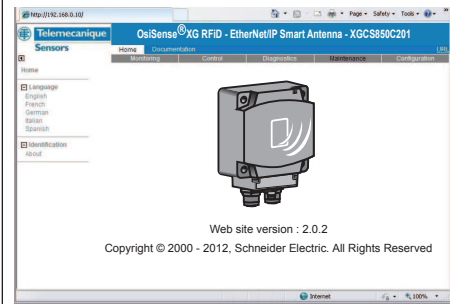 http://192.168.0.10/
Page Safety Tools
Telemecanique
Sensors
OsiSense®XG RFiD - EtherNet/IP Smart Antenna - XGCS850C201
Home Documentation URL
Monitoring Control Diagnostics Maintenance Configuration
Home
Language
English
French
German
Italian
Spanish
Identification
About
Web site version : 2.0.2
Copyright © 2000 - 2012, Schneider Electric. All Rights Reserved
Internet 100%